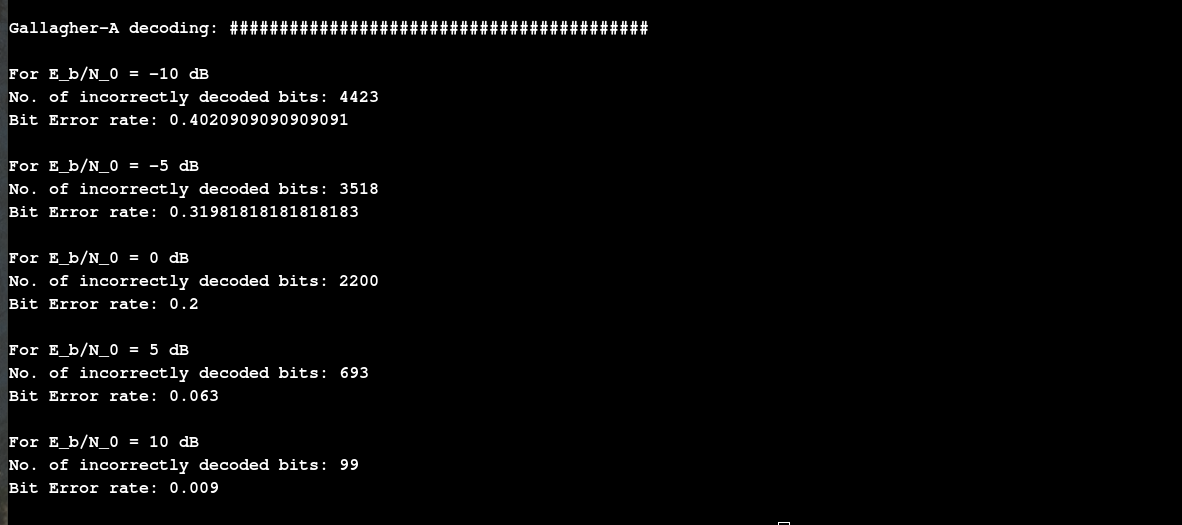 Gallagher-A decoding: ##########################################
For E_b/N_0 = -10 dB
No. of incorrectly decoded bits: 4423
Bit Error rate: 0.4020909090909091
For E_b/N_0 = -5 dB
No. of incorrectly decoded bits: 3518
Bit Error rate: 0.31981818181818183
For E_b/N_0 = 0 dB
No. of incorrectly decoded bits: 2200
Bit Error rate: 0.2
For E_b/N_0 = 5 dB
No. of incorrectly decoded bits: 693
Bit Error rate: 0.063
For E_b/N_0 = 10 dB
No. of incorrectly decoded bits: 99
Bit Error rate: 0.009